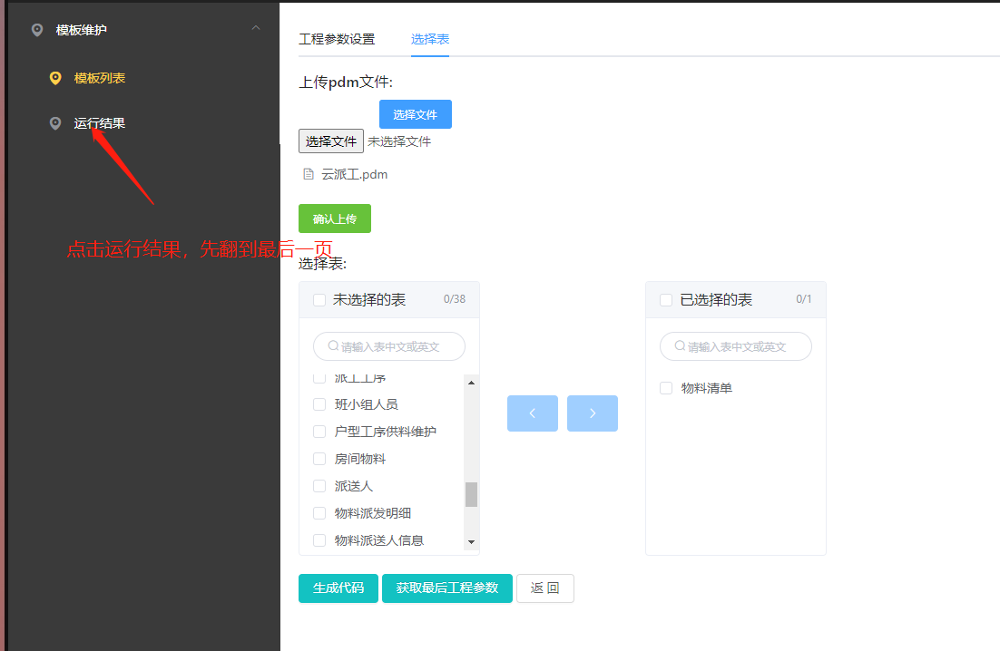 模板维护
模板列表
运行结果
点击运行结果，先翻到最后一页
工程参数设置
选择表
上传pdm文件:
选择文件
选择文件 未选择文件
云派工.pdm
确认上传
选择表:
未选择的表 0/38
请输入表中文或英文
派工工序
班小组人员
户型工序供料维护
房间物料
派送人
物料派发明细
物料派送人信息
已选择的表 0/1
请输入表中文或英文
物料清单
生成代码
获取最后工程参数
返 回